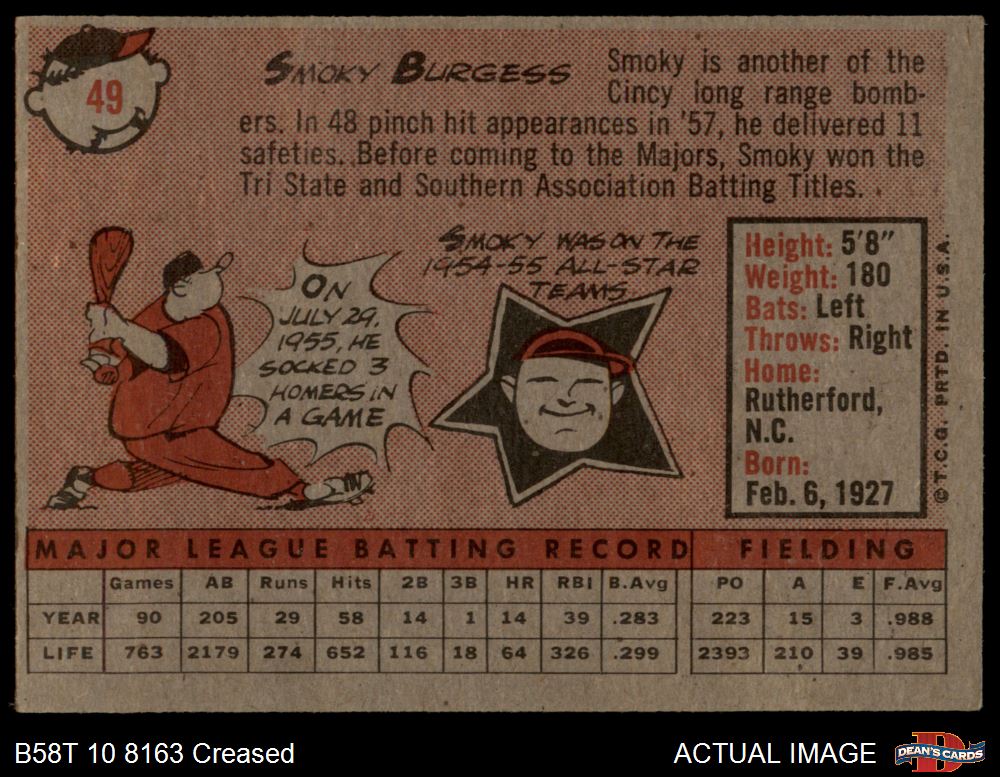 49
SMOKY BURGESS
Smoky is another of the
Cincy long range bomb-
ers. In 48 pinch hit appearances in '57, he delivered 11
safeties. Before coming to the Majors, Smoky won the
Tri State and Southern Association Batting Titles.
ON
JULY 29,
1955, HE
SOCKED 3
HOMERS IN
A GAME
SMOKY WAS ON THE
1954-55 ALL-STAR
TEAMS
Height: 5'8"
Weight: 180
Bats: Left
Throws: Right
Home:
Rutherford,
N.C.
Born:
Feb. 6, 1927
©T.C.G. PRTD. IN U.S.A.
MAJOR LEAGUE BATTING RECORD FIELDING
Games AB Runs Hits 2B 3B HR RBI B.Avg PO A E F.Avg
YEAR 90 205 29 58 14 1 14 39 .283 223 15 3 .988
LIFE 763 2179 274 652 116 18 64 326 .299 2393 210 39 .985
B58T 10 8163 Creased
ACTUAL IMAGE
DEAN'S CARDS